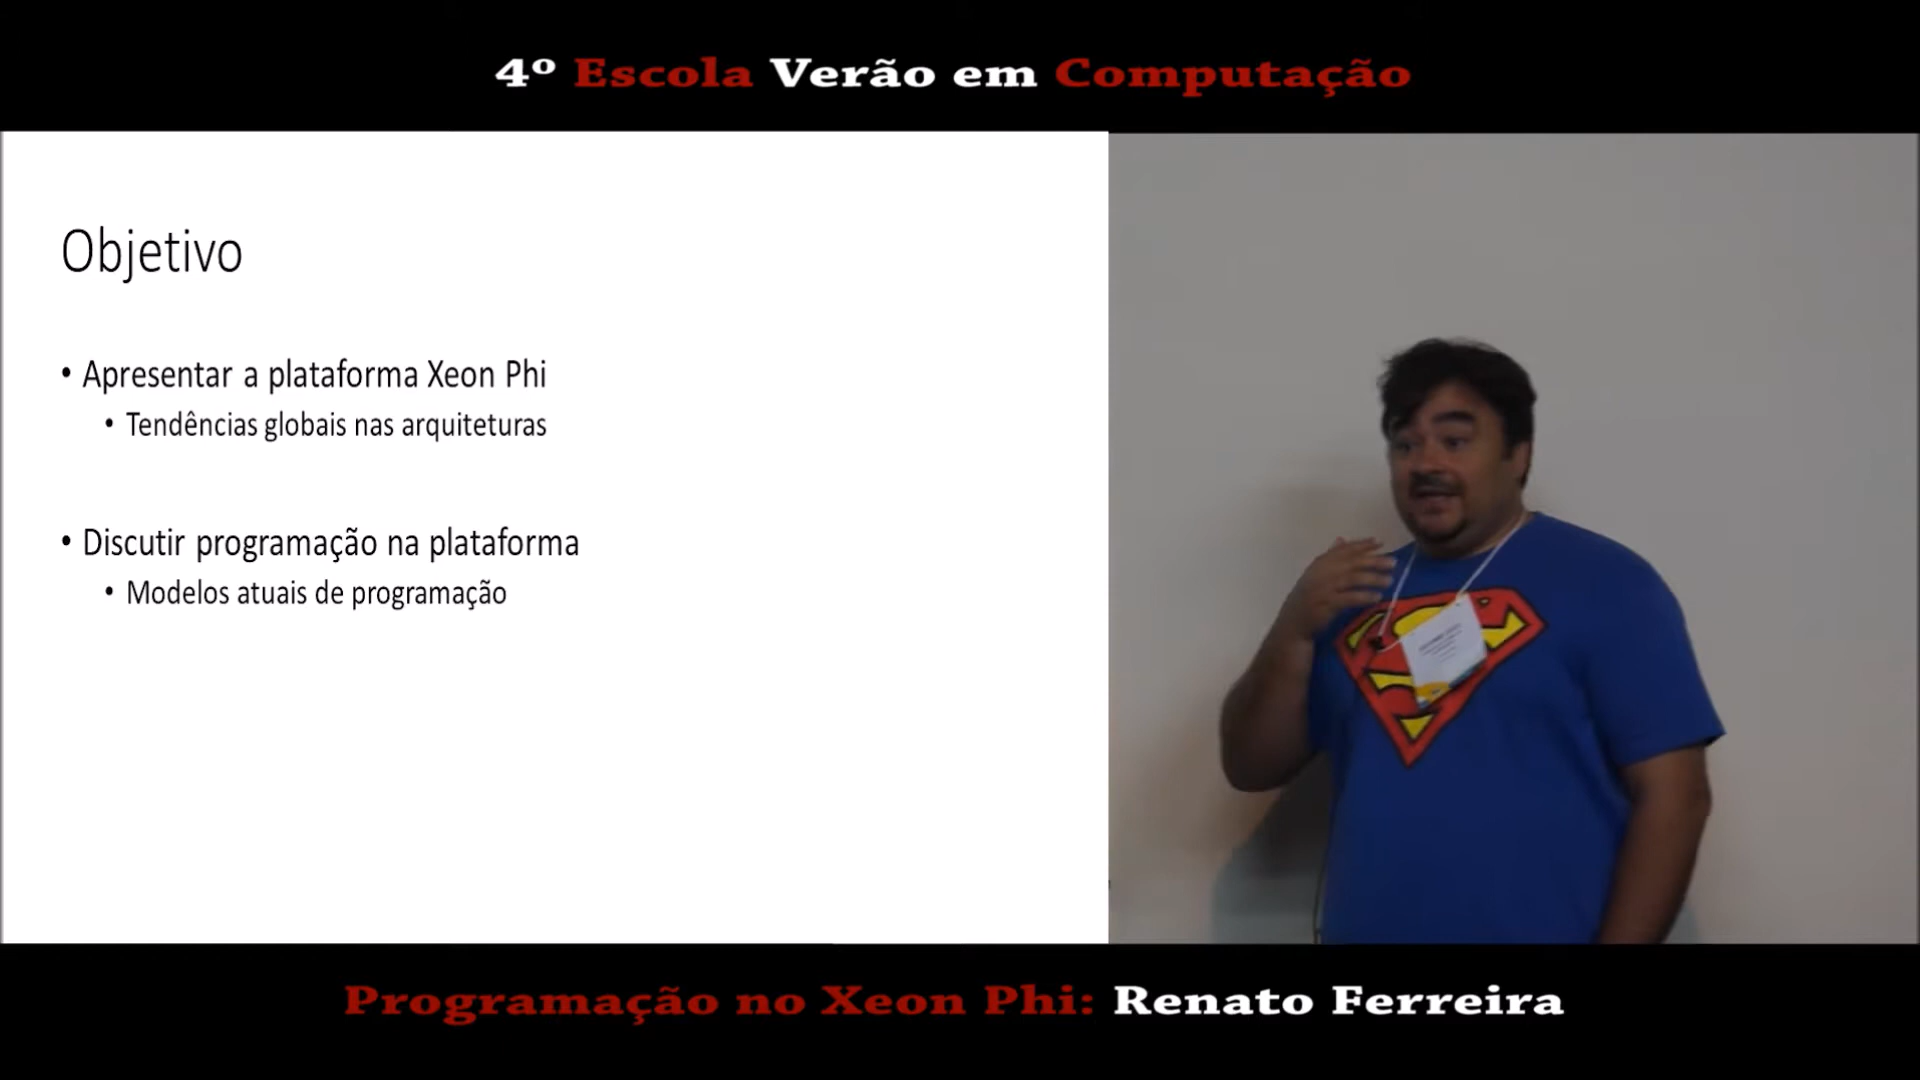 4º Escola Verão em Computação
Objetivo
• Apresentar a plataforma Xeon Phi
• Tendências globais nas arquiteturas
• Discutir programação na plataforma
• Modelos atuais de programação
Programação no Xeon Phi: Renato Ferreira